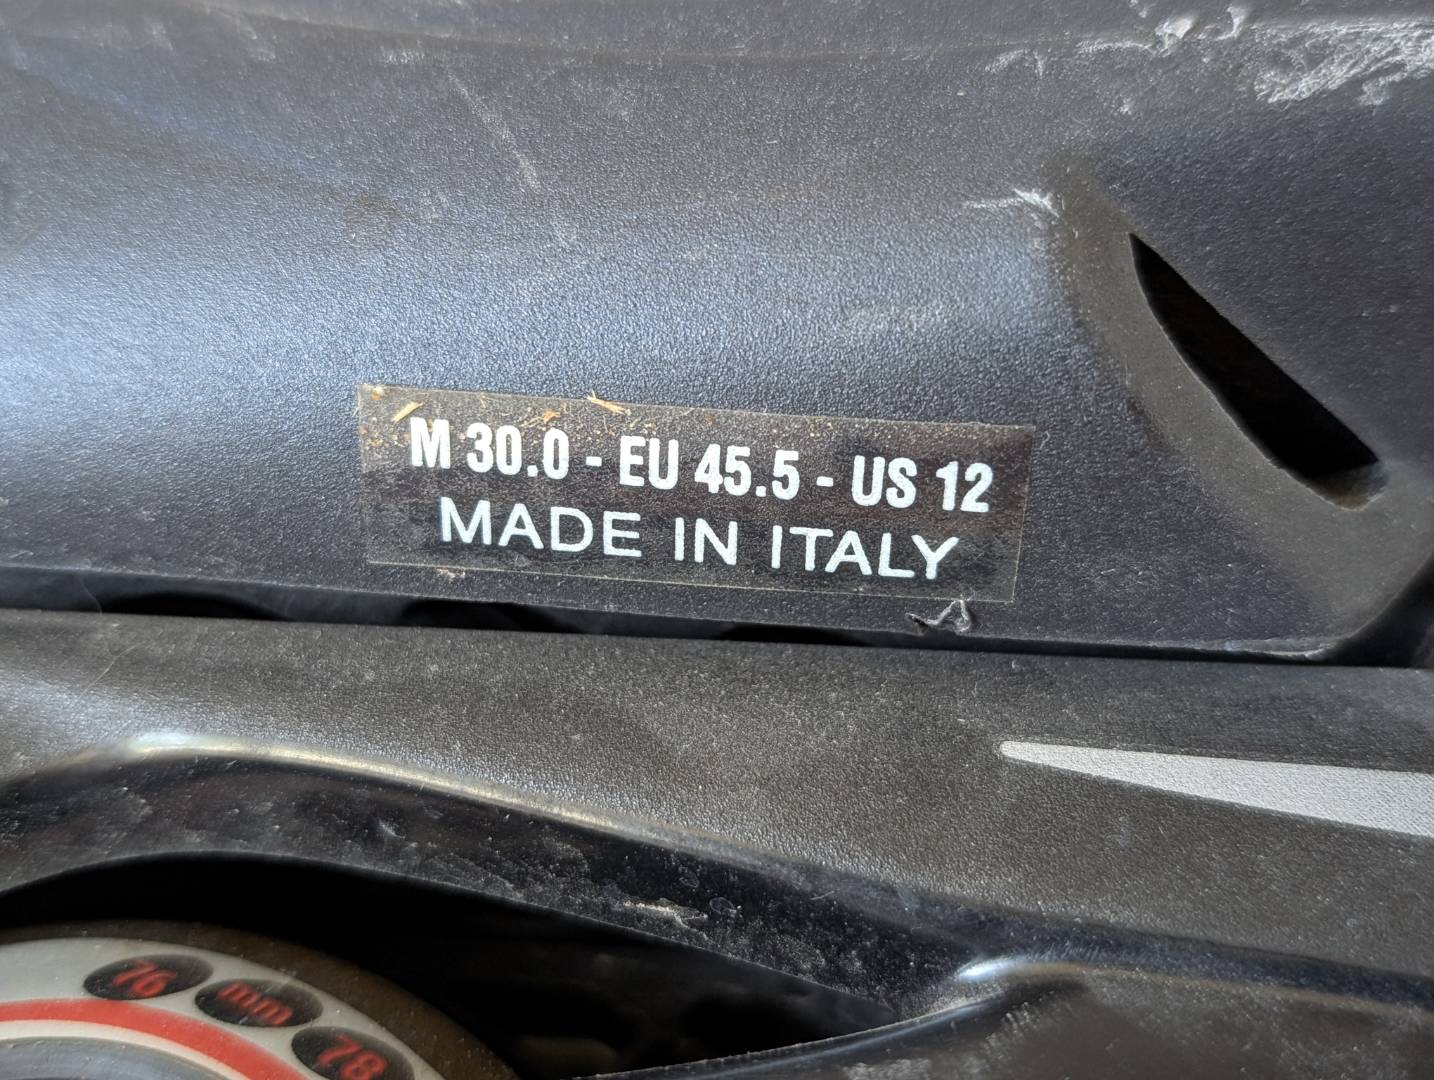 M 30.0 - EU 45.5 - US 12
MADE IN ITALY
76 mm 78